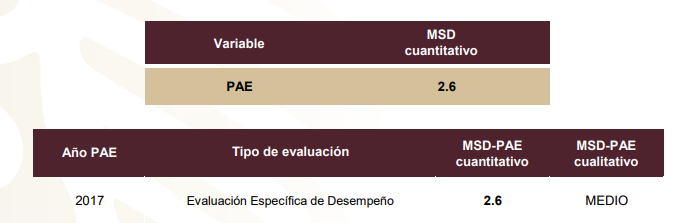 Variable MSD
cuantitativo
PAE 2.6
Año PAE Tipo de evaluación MSD-PAE
cuantitativo MSD-PAE
cualitativo
2017 Evaluación Específica de Desempeño 2.6 MEDIO